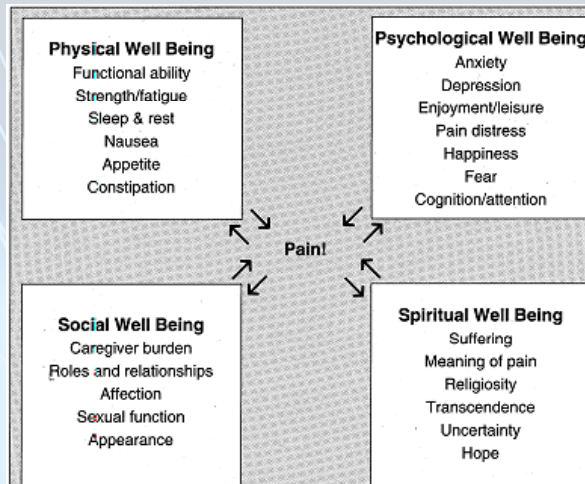 Physical Well Being
Functional ability
Strength/fatigue
Sleep & rest
Nausea
Appetite
Constipation
Psychological Well Being
Anxiety
Depression
Enjoyment/leisure
Pain distress
Happiness
Fear
Cognition/attention
Pain!
Social Well Being
Caregiver burden
Roles and relationships
Affection
Sexual function
Appearance
Spiritual Well Being
Suffering
Meaning of pain
Religiosity
Transcendence
Uncertainty
Hope